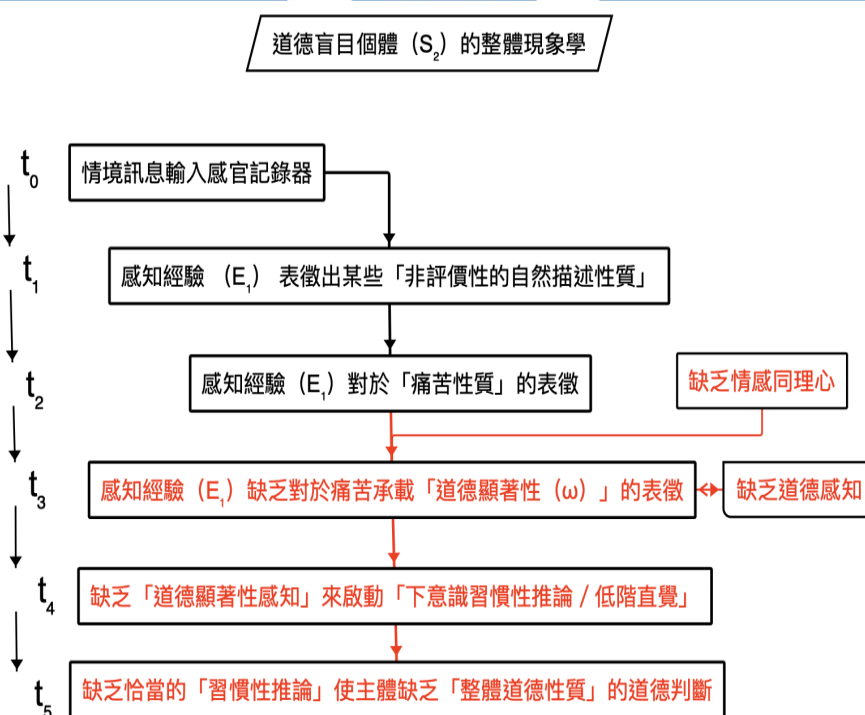 道德盲目個體（S₂）的整體現象學
t₀
情境訊息輸入感官記錄器
t₁
感知經驗 （E₁） 表徵出某些「非評價性的自然描述性質」
t₂
感知經驗（E₁）對於「痛苦性質」的表徵
缺乏情感同理心
t₃
感知經驗（E₁）缺乏對於痛苦承載「道德顯著性（ω）」的表徵
缺乏道德感知
t₄
缺乏「道德顯著性感知」來啟動「下意識習慣性推論 / 低階直覺」
t₅
缺乏恰當的「習慣性推論」使主體缺乏「整體道德性質」的道德判斷